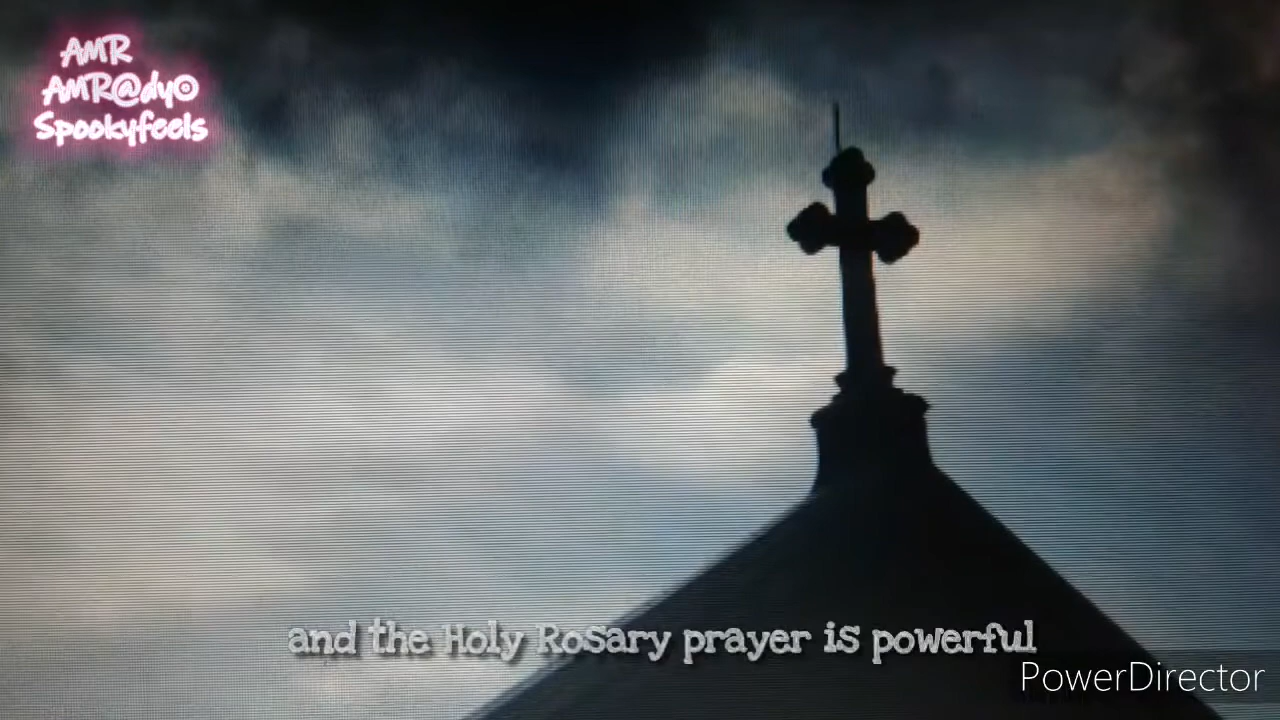 AMR
AMR@dyo
Spookyfeels
and the Holy Rosary prayer is powerful
PowerDirector